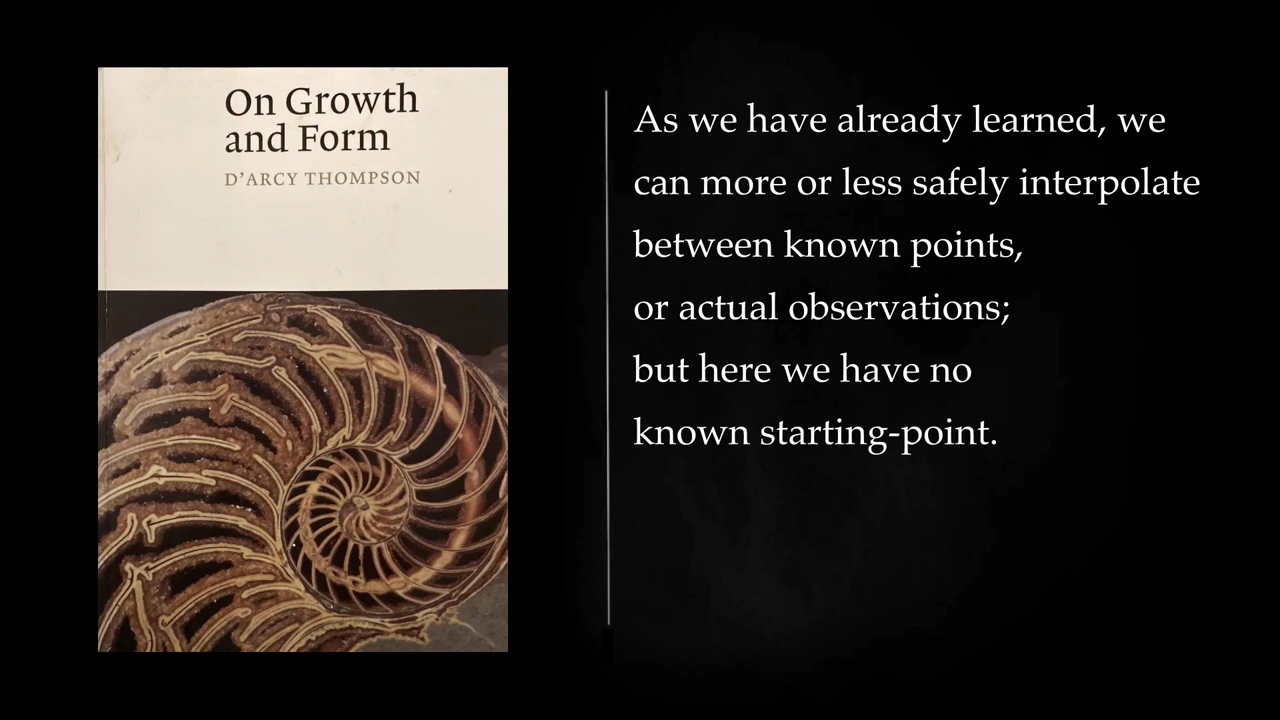 On Growth
and Form
D'ARCY THOMPSON
As we have already learned, we
can more or less safely interpolate
between known points,
or actual observations;
but here we have no
known starting-point.